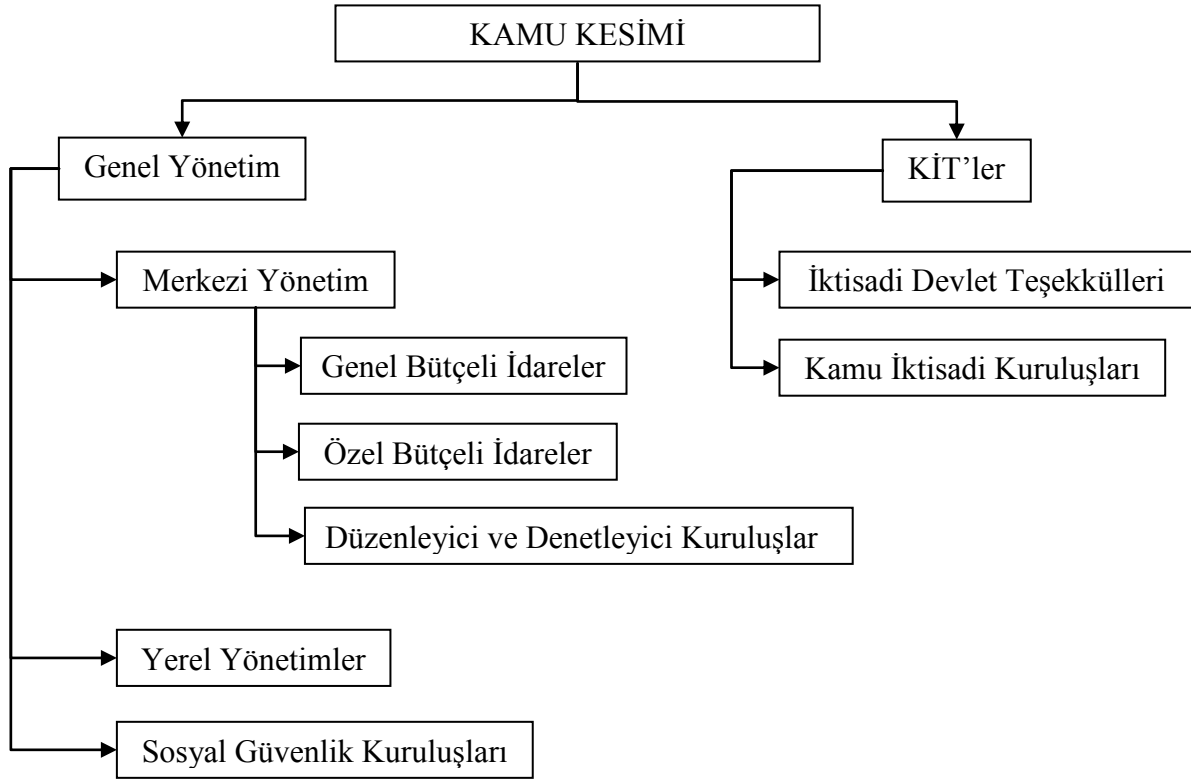 KAMU KESİMİ
Genel Yönetim
KİT’ler
Merkezi Yönetim
İktisadi Devlet Teşekkülleri
Genel Bütçeli İdareler
Kamu İktisadi Kuruluşları
Özel Bütçeli İdareler
Düzenleyici ve Denetleyici Kuruluşlar
Yerel Yönetimler
Sosyal Güvenlik Kuruluşları